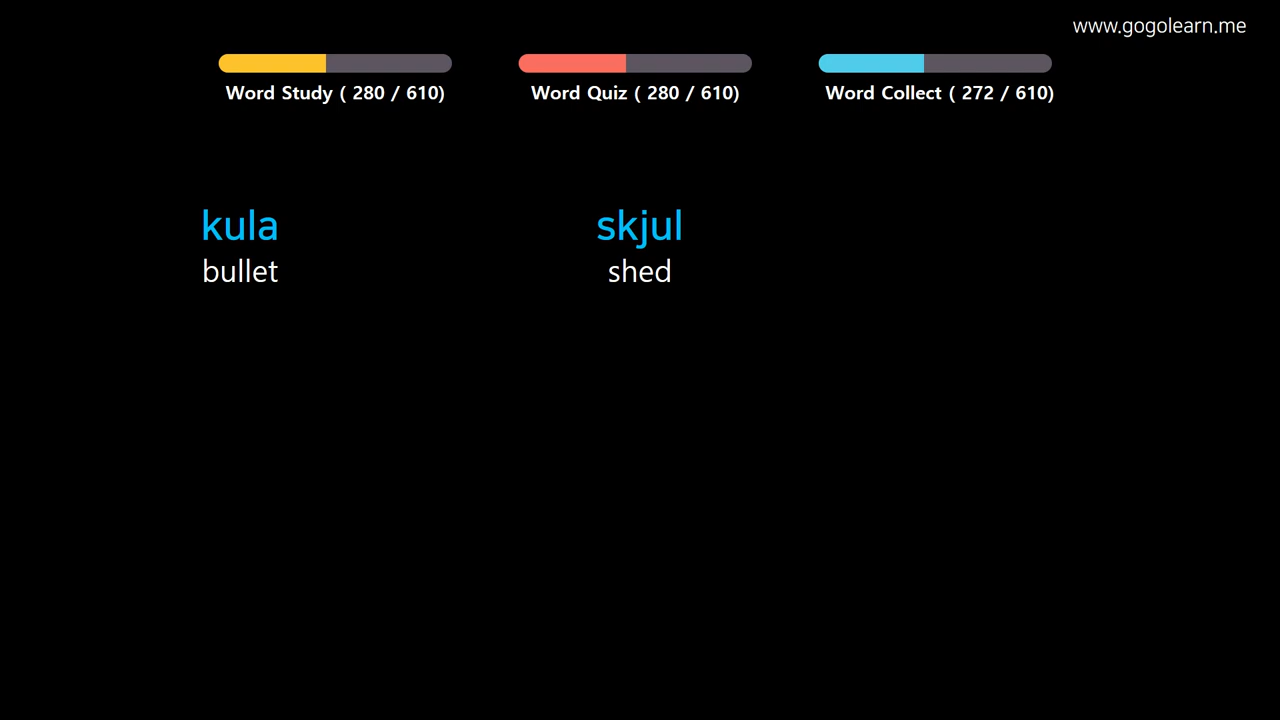 www.gogolearn.me
Word Study ( 280 / 610)
Word Quiz ( 280 / 610)
Word Collect ( 272 / 610)
kula
bullet
skjul
shed